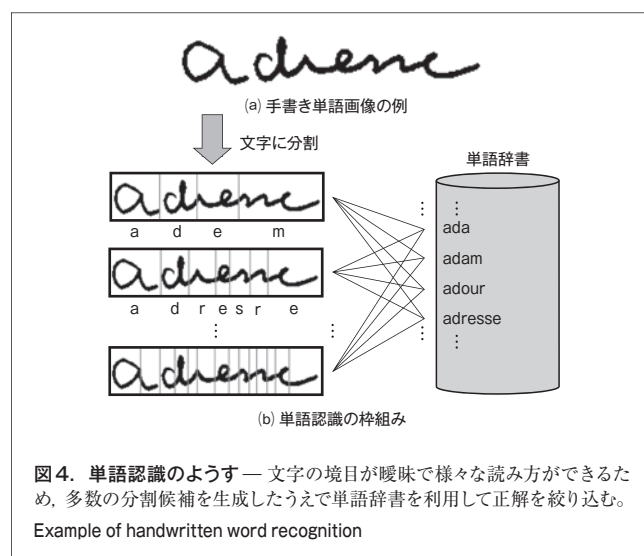 adrenc
(a) 手書き単語画像の例
文字に分割
単語辞書
adrenc
a d e m
adrenc
a d r e s r e
⋮
adrenc
⋮
⋮ ⋮
ada
adam
adour
adresse
⋮ ⋮
(b) 単語認識の枠組み
図4. 単語認識のようす — 文字の境目が曖昧で様々な読み方ができるた
め，多数の分割候補を生成したうえで単語辞書を利用して正解を絞り込む。
Example of handwritten word recognition